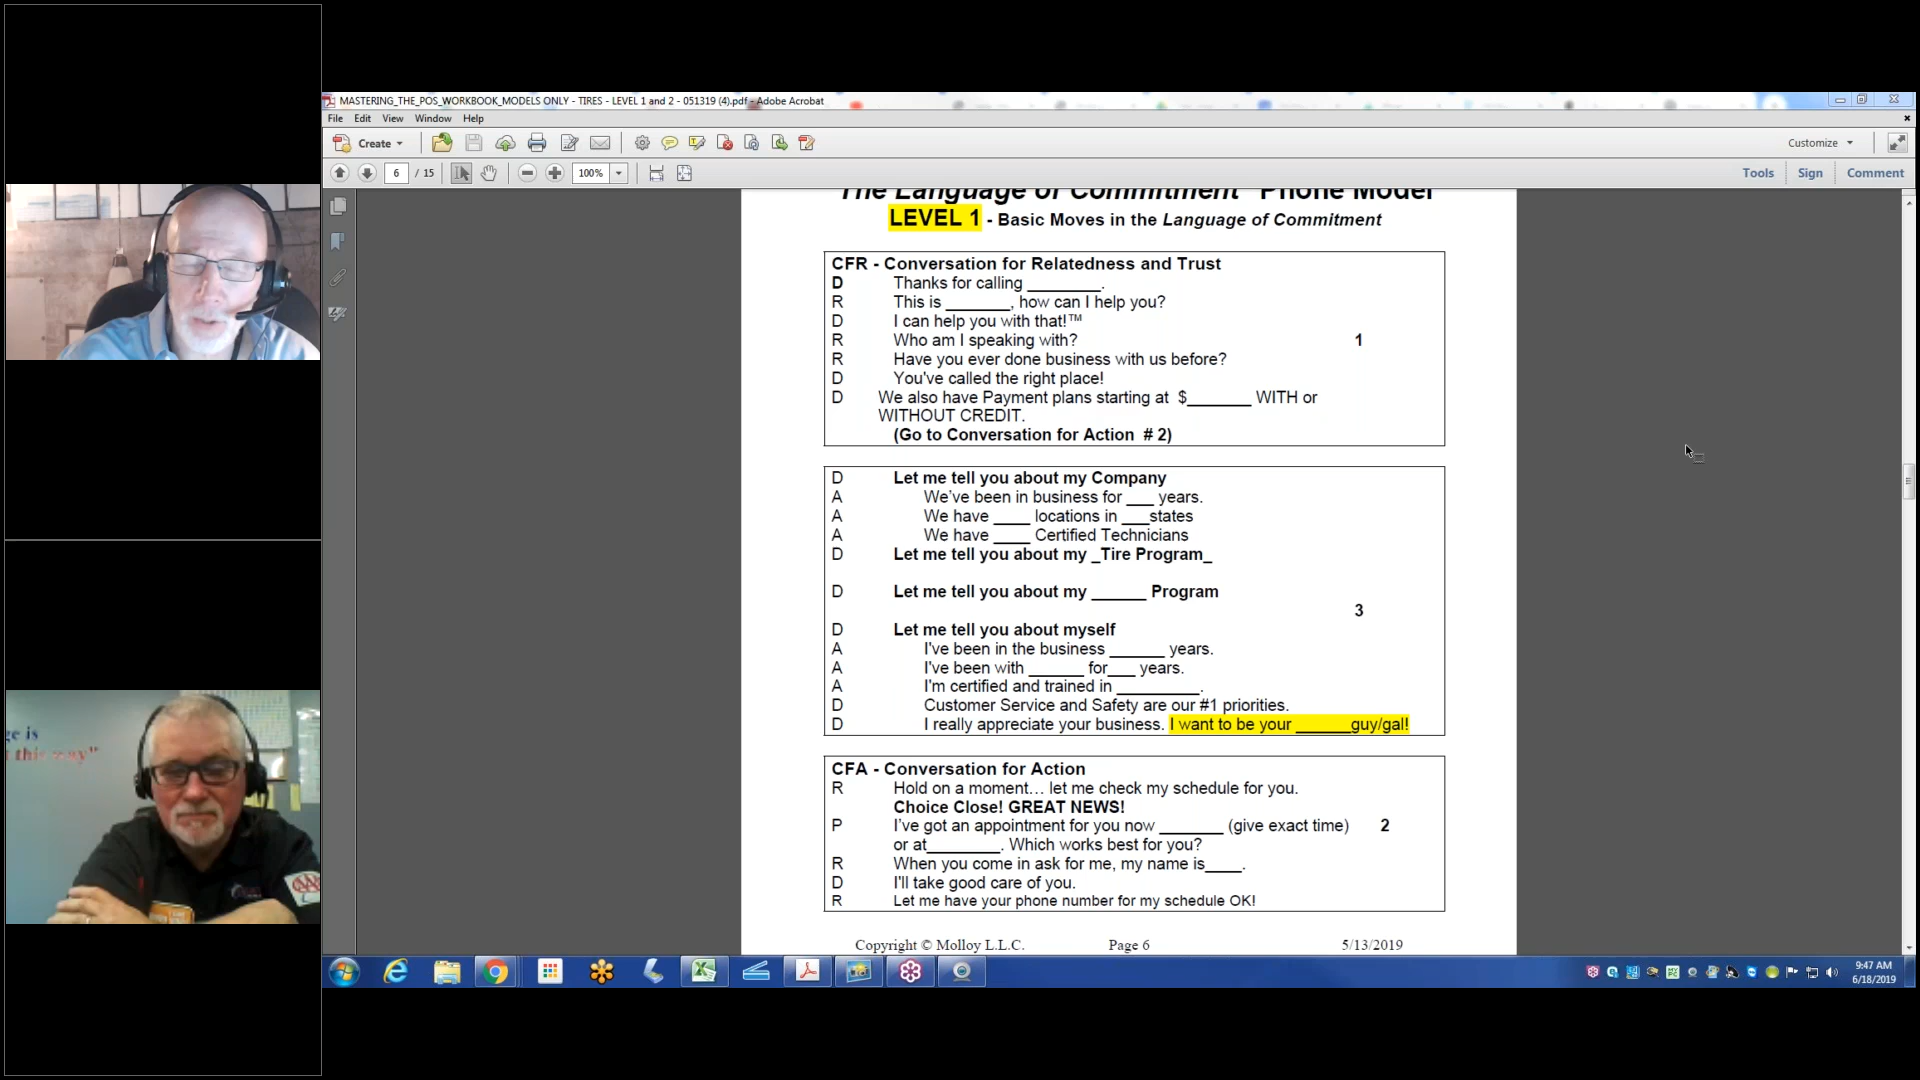 MASTERING_THE_POS_WORKBOOK_MODELS ONLY - TIRES - LEVEL 1 and 2 - 051319 (4).pdf - Adobe Acrobat
File Edit View Window Help
Create
Customize
6 / 15
100%
Tools Sign Comment
The Language of Commitment Phone Model
LEVEL 1 - Basic Moves in the Language of Commitment
CFR - Conversation for Relatedness and Trust
D Thanks for calling ________.
R This is _______, how can I help you?
D I can help you with that!™
R Who am I speaking with? 1
R Have you ever done business with us before?
D You've called the right place!
D We also have Payment plans starting at $_______ WITH or
WITHOUT CREDIT.
(Go to Conversation for Action # 2)
D Let me tell you about my Company
A We’ve been in business for ___ years.
A We have ____ locations in ___states
A We have ____ Certified Technicians
D Let me tell you about my _Tire Program_
D Let me tell you about my ______ Program
3
D Let me tell you about myself
A I've been in the business ______ years.
A I've been with ______ for___ years.
A I'm certified and trained in _________.
D Customer Service and Safety are our #1 priorities.
D I really appreciate your business. I want to be your ______guy/gal!
CFA - Conversation for Action
R Hold on a moment… let me check my schedule for you.
Choice Close! GREAT NEWS!
P I’ve got an appointment for you now _______ (give exact time) 2
or at________. Which works best for you?
R When you come in ask for me, my name is____.
D I'll take good care of you.
R Let me have your phone number for my schedule OK!
Copyright © Molloy L.L.C. Page 6 5/13/2019
ge is
this way"
AAA
9:47 AM
6/18/2019